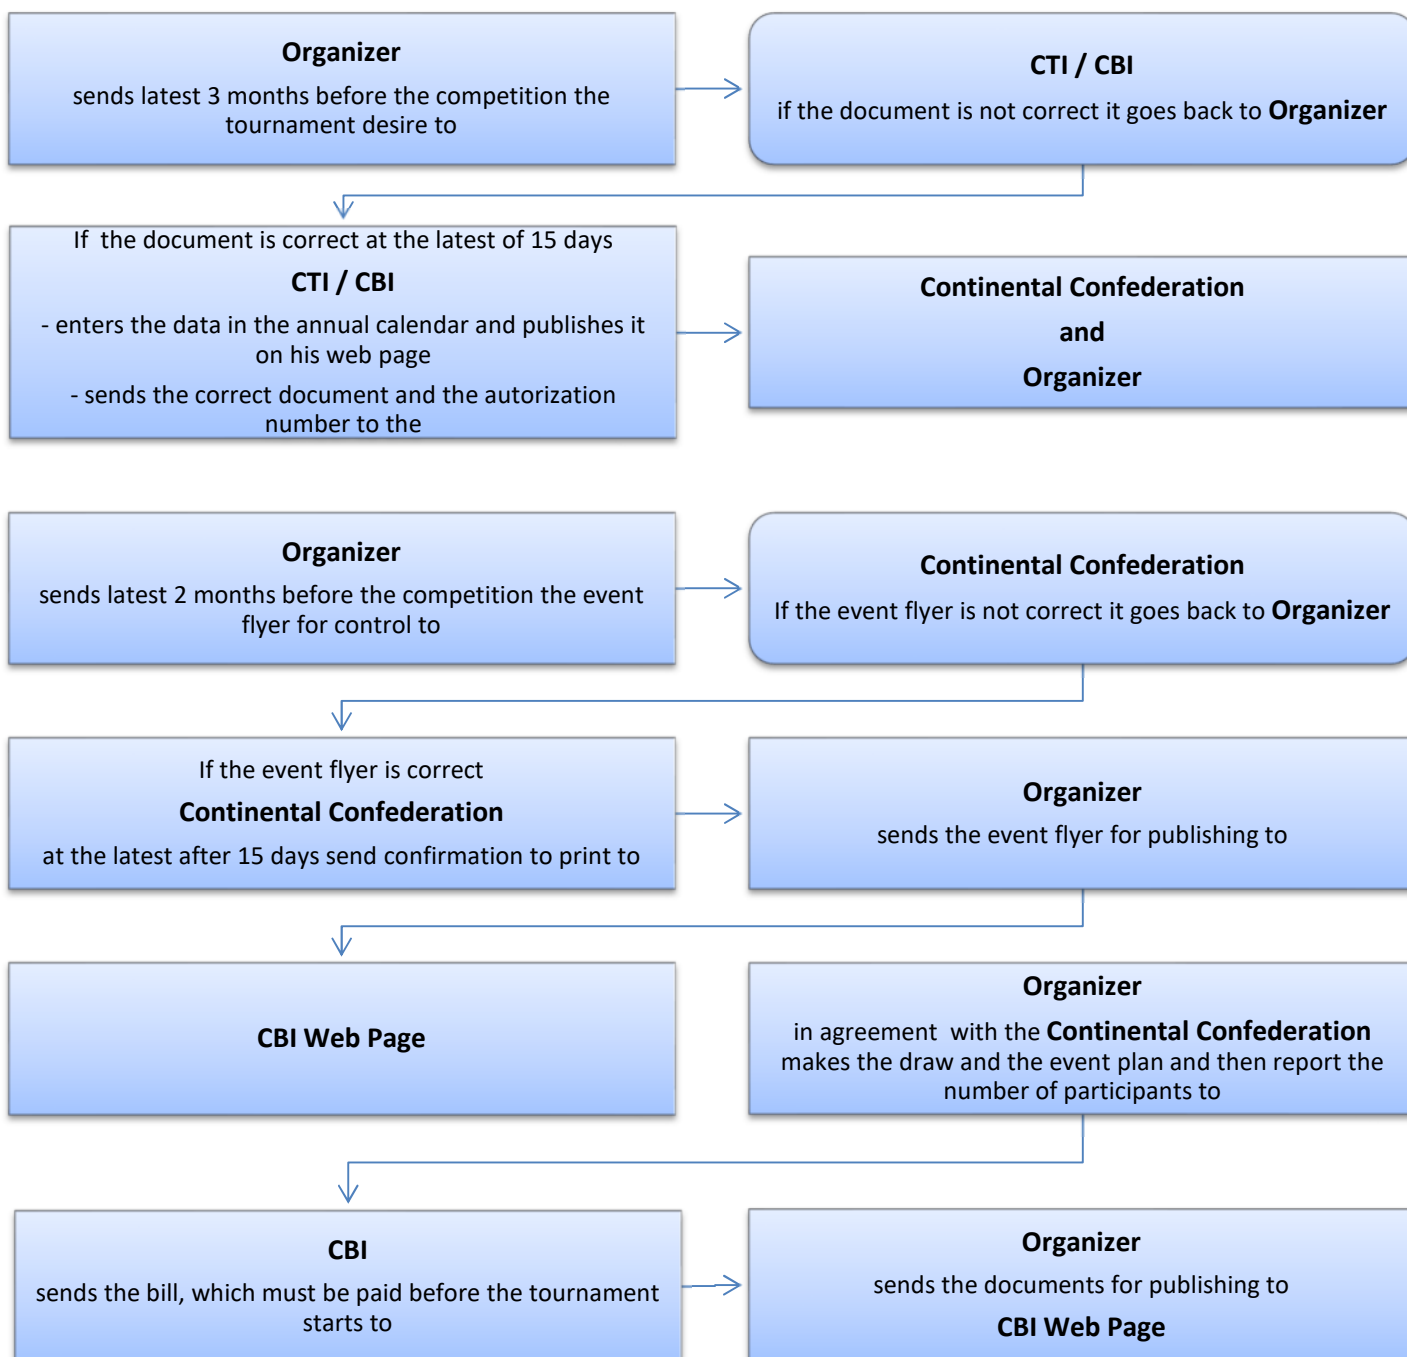 Organizer
sends latest 3 months before the competition the
tournament desire to
CTI / CBI
if the document is not correct it goes back to Organizer
If  the document is correct at the latest of 15 days
CTI / CBI
- enters the data in the annual calendar and publishes it
on his web page
- sends the correct document and the autorization
number to the
Continental Confederation
and
Organizer
Organizer
sends latest 2 months before the competition the event
flyer for control to
Continental Confederation
If the event flyer is not correct it goes back to Organizer
If the event flyer is correct
Continental Confederation
at the latest after 15 days send confirmation to print to
Organizer
sends the event flyer for publishing to
CBI Web Page
Organizer
in agreement  with the Continental Confederation
makes the draw and the event plan and then report the
number of participants to
CBI
sends the bill, which must be paid before the tournament
starts to
Organizer
sends the documents for publishing to
CBI Web Page